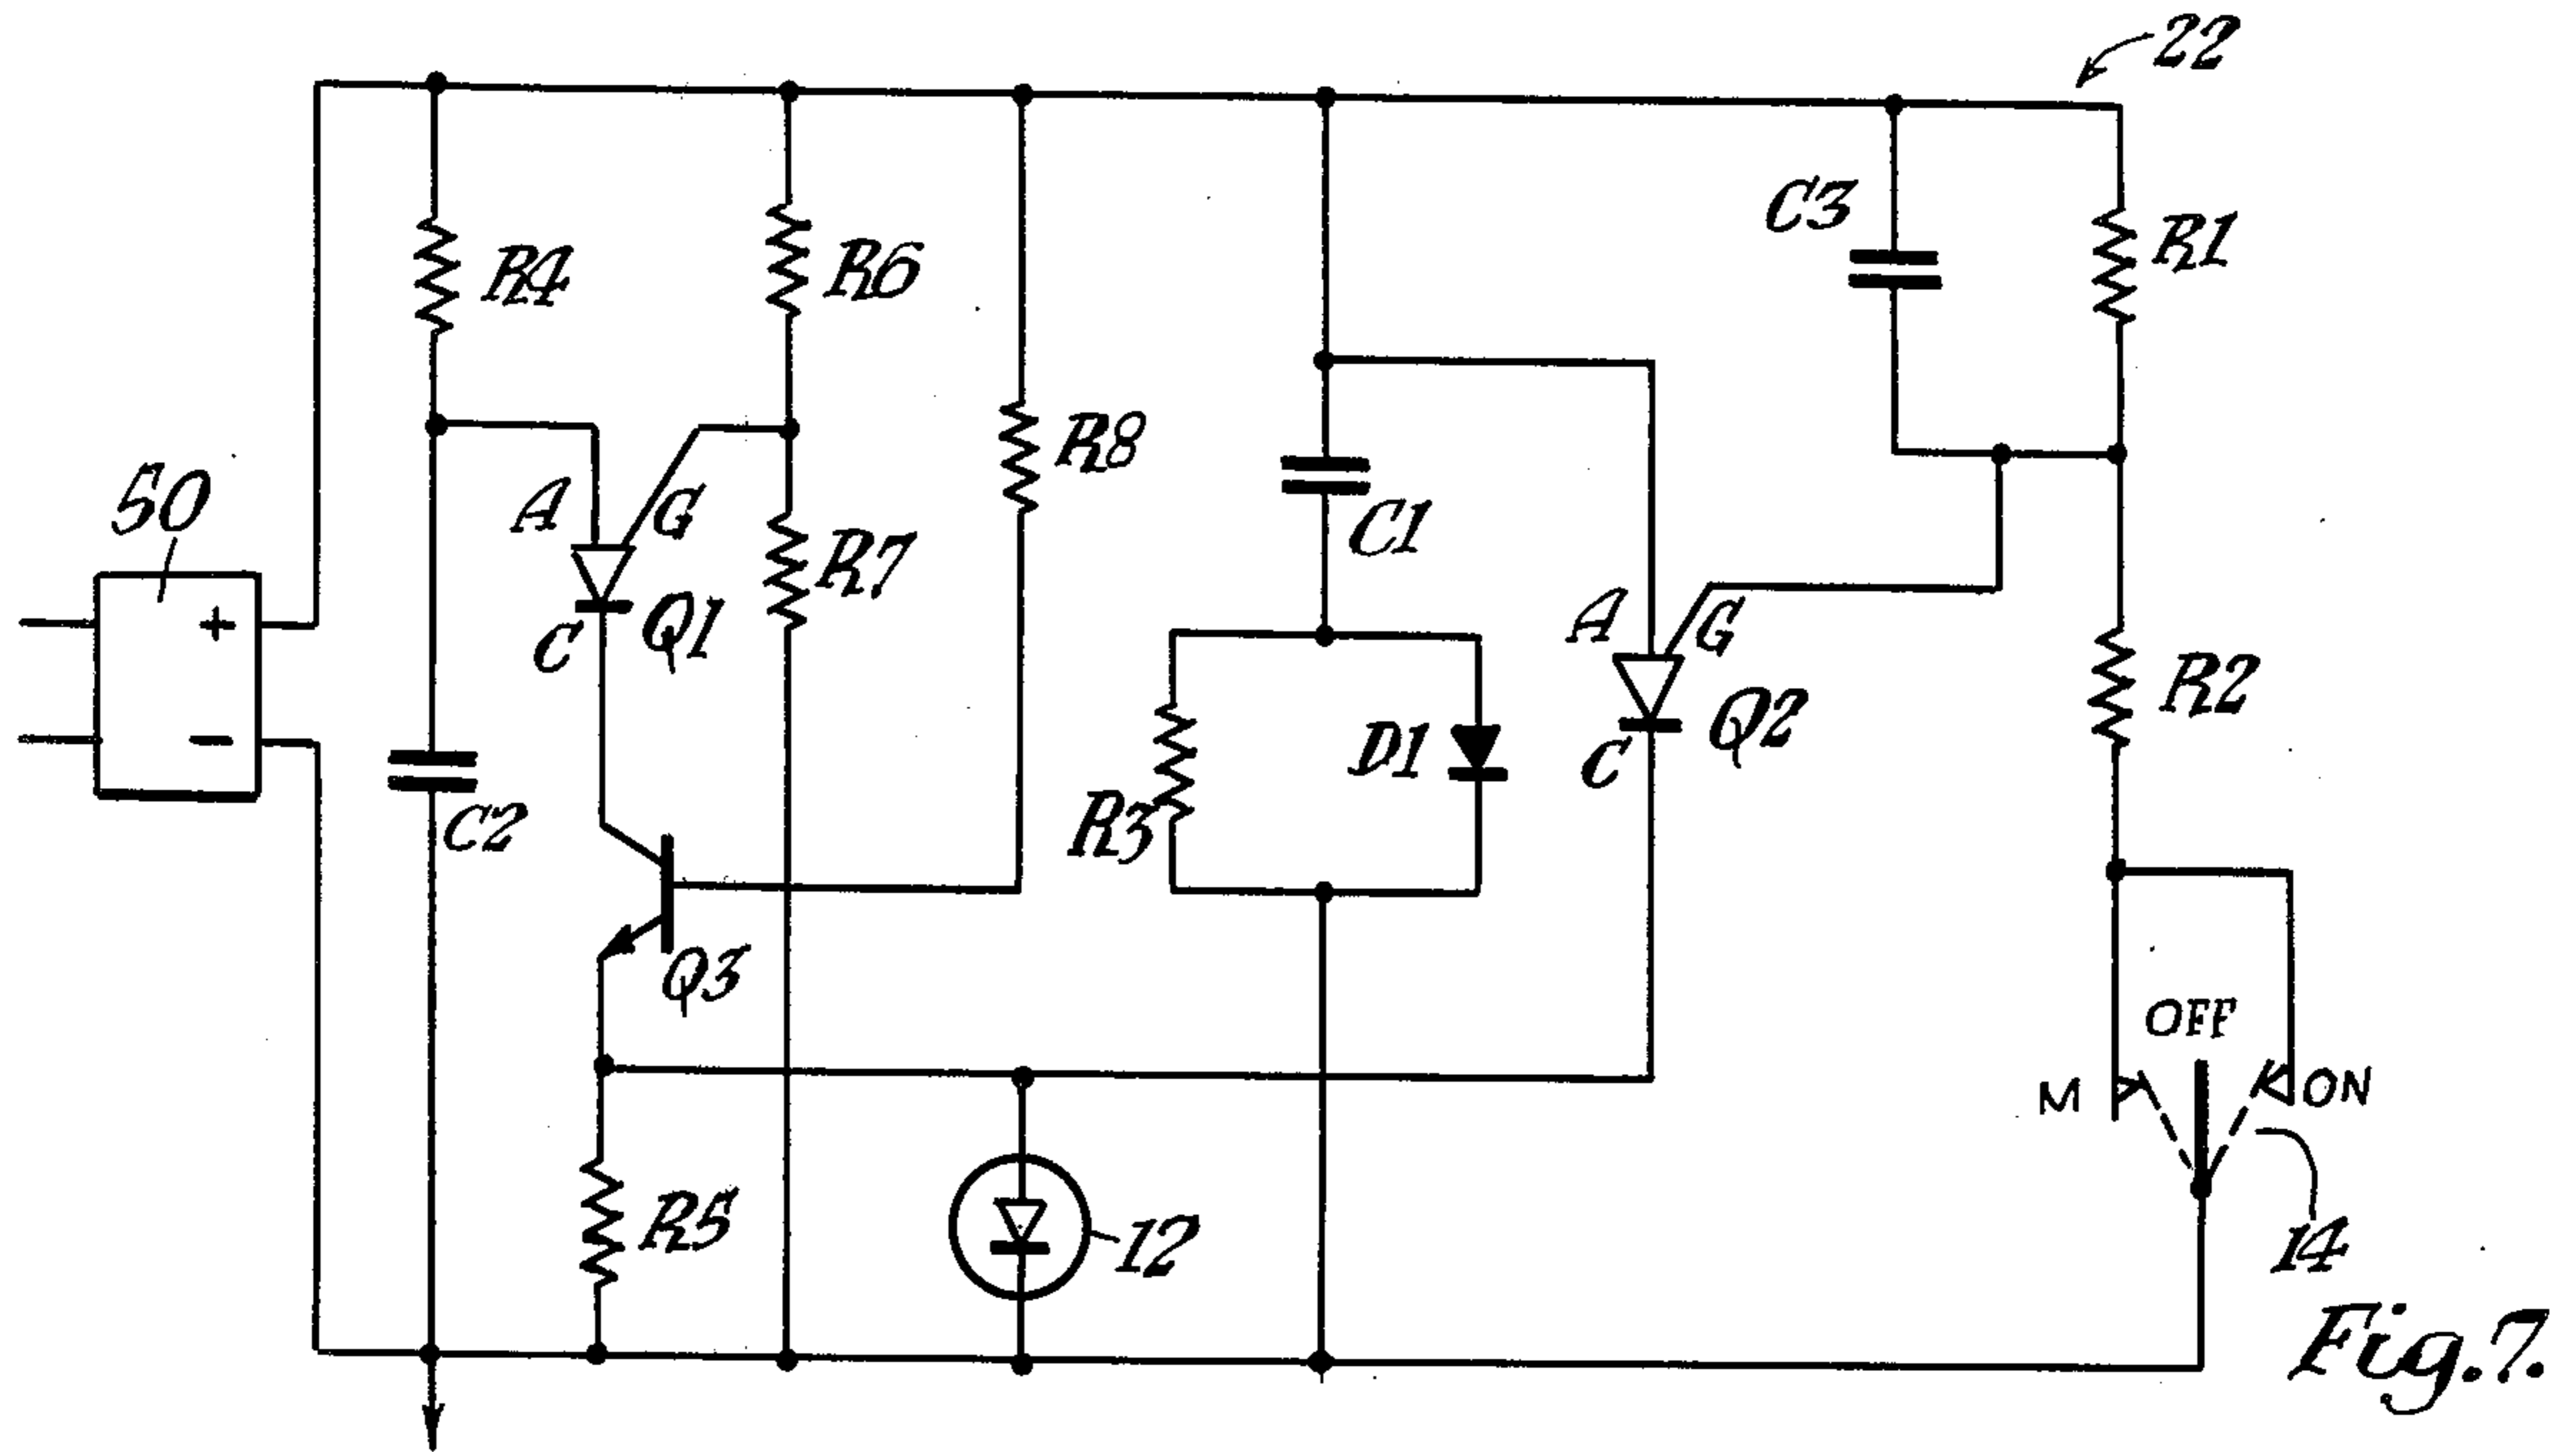 22
C3
R1
R4
R6
R8
50
A
G
C1
R7
+
Q1
C
A
G
R2
−
D1
Q2
C
C2
R3
Q3
OFF
M
ON
R5
12
14
Fig.7.